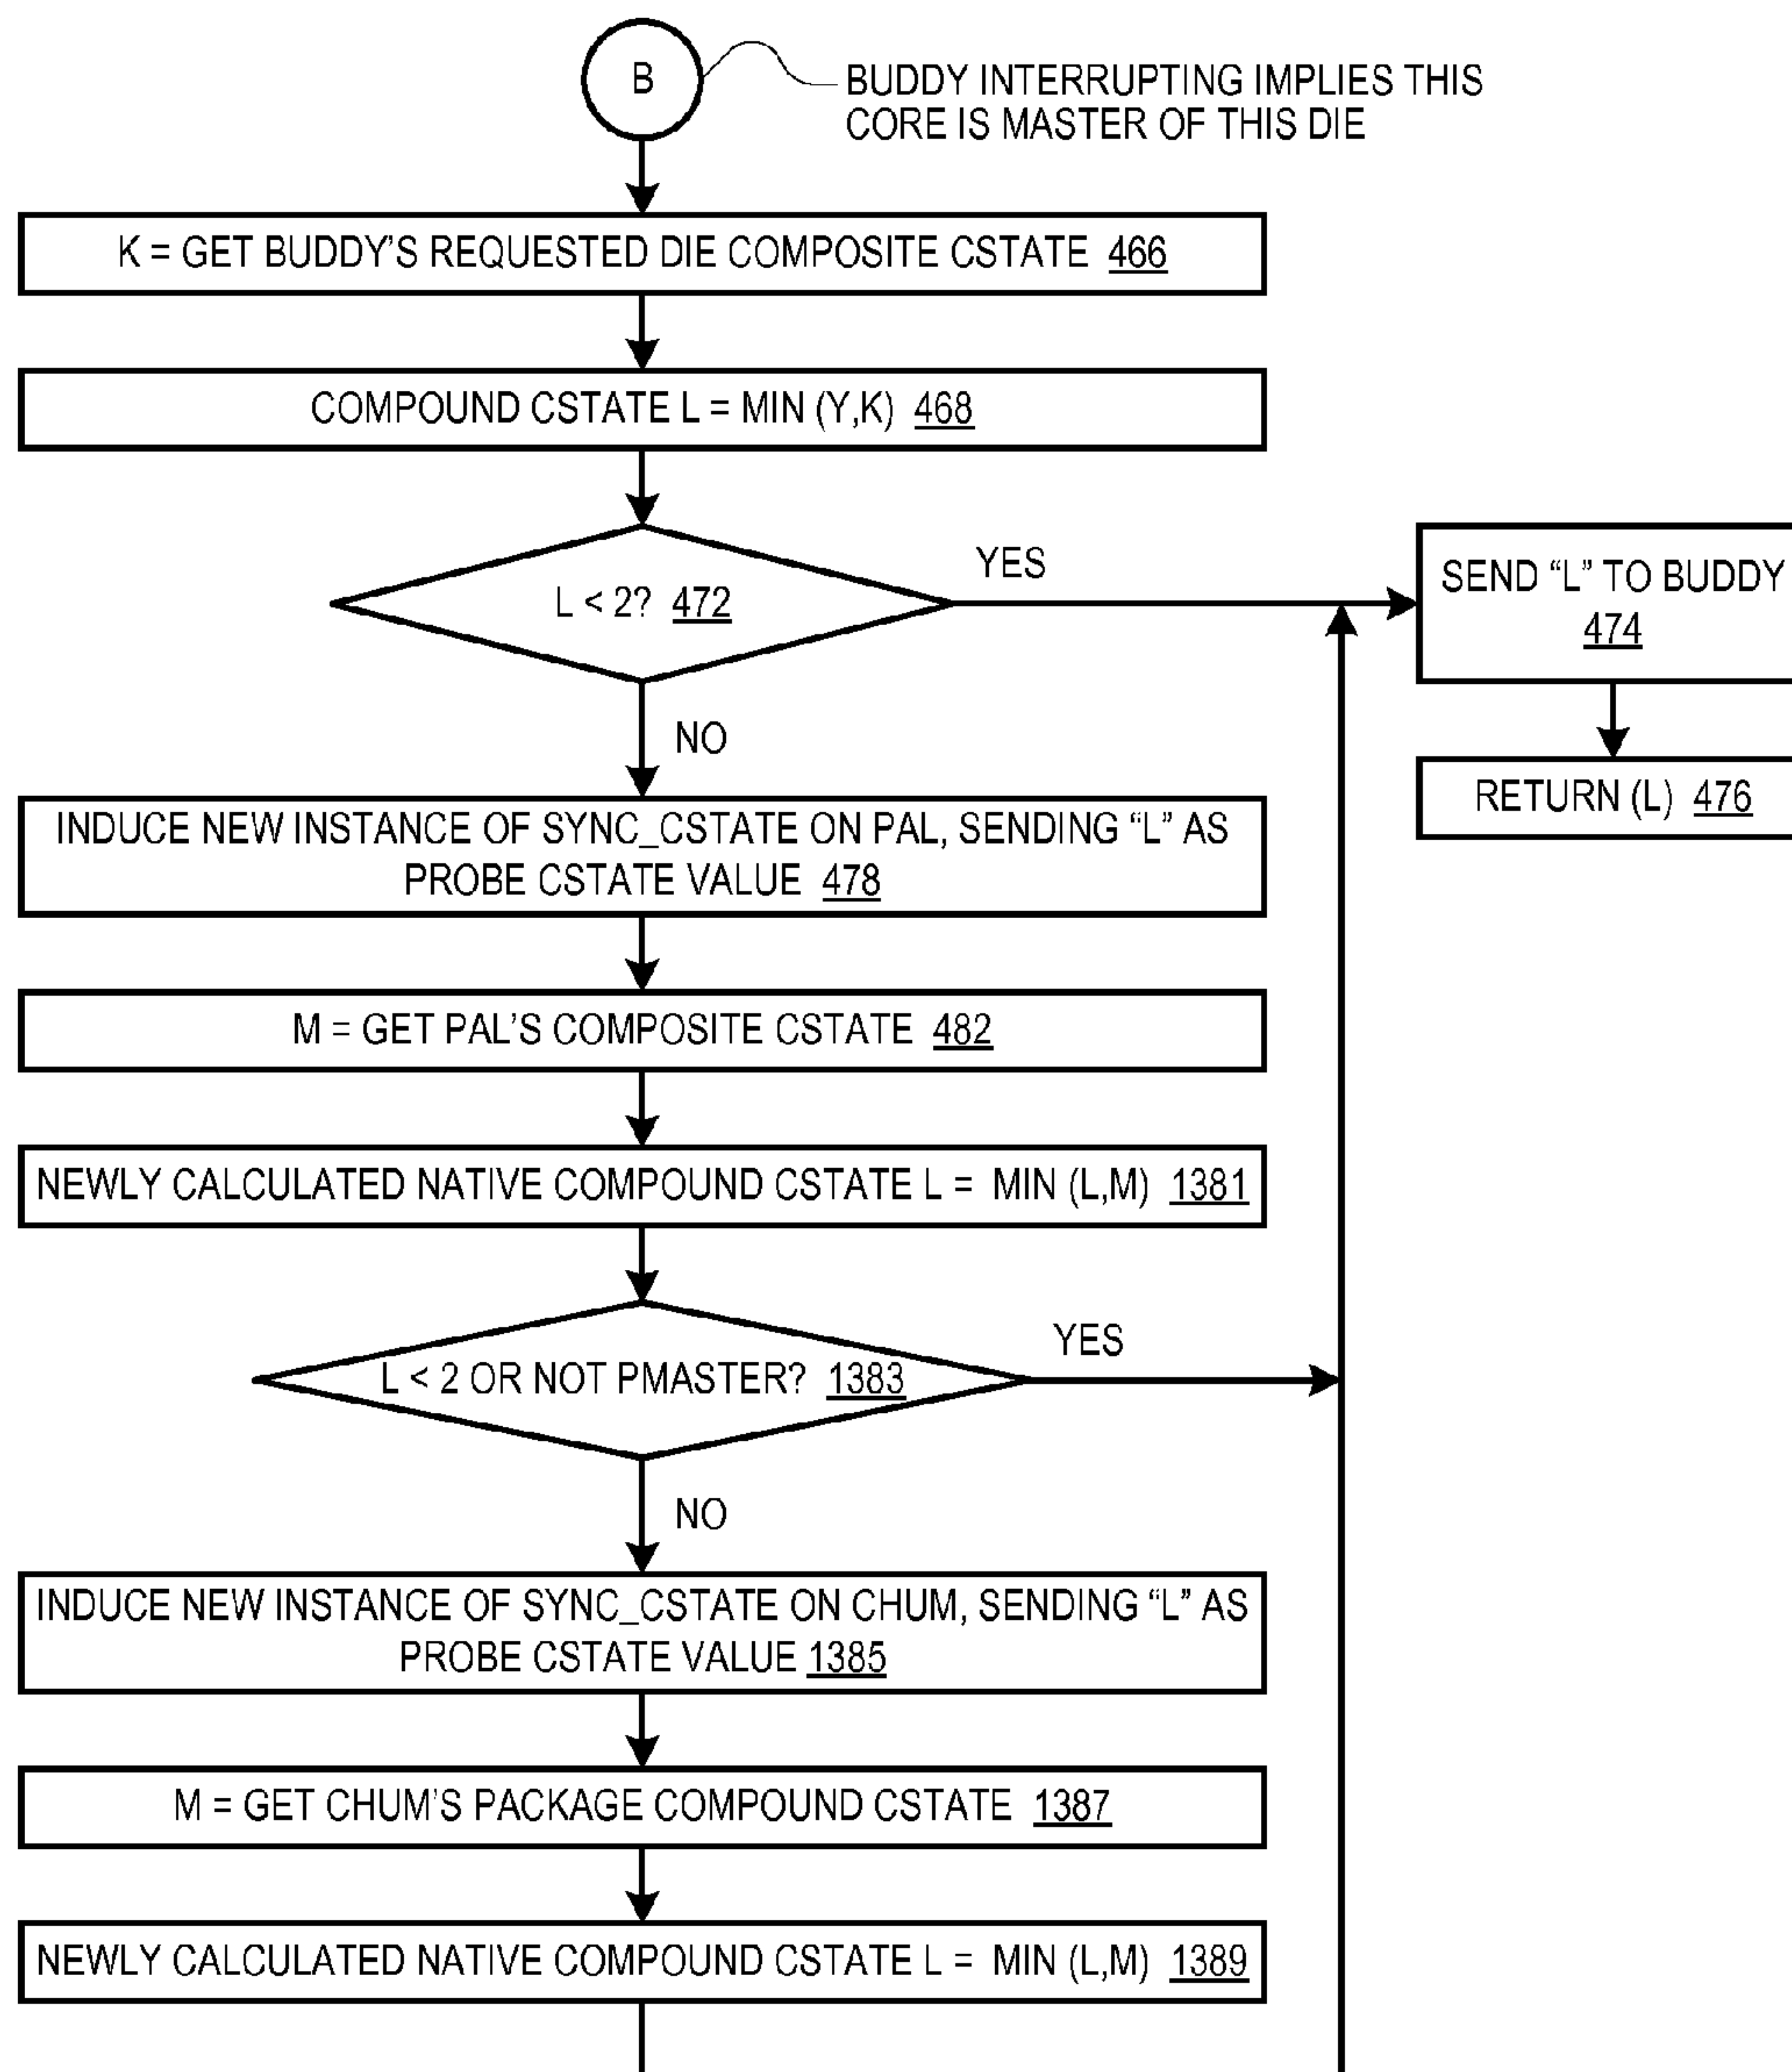 B
BUDDY INTERRUPTING IMPLIES THIS
CORE IS MASTER OF THIS DIE
K = GET BUDDY'S REQUESTED DIE COMPOSITE CSTATE 466
COMPOUND CSTATE L = MIN (Y,K) 468
L < 2? 472
YES
SEND “L” TO BUDDY
474
RETURN (L) 476
NO
INDUCE NEW INSTANCE OF SYNC_CSTATE ON PAL, SENDING “L” AS
PROBE CSTATE VALUE 478
M = GET PAL'S COMPOSITE CSTATE 482
NEWLY CALCULATED NATIVE COMPOUND CSTATE L = MIN (L,M) 1381
L < 2 OR NOT PMASTER? 1383
YES
NO
INDUCE NEW INSTANCE OF SYNC_CSTATE ON CHUM, SENDING “L” AS
PROBE CSTATE VALUE 1385
M = GET CHUM'S PACKAGE COMPOUND CSTATE 1387
NEWLY CALCULATED NATIVE COMPOUND CSTATE L = MIN (L,M) 1389